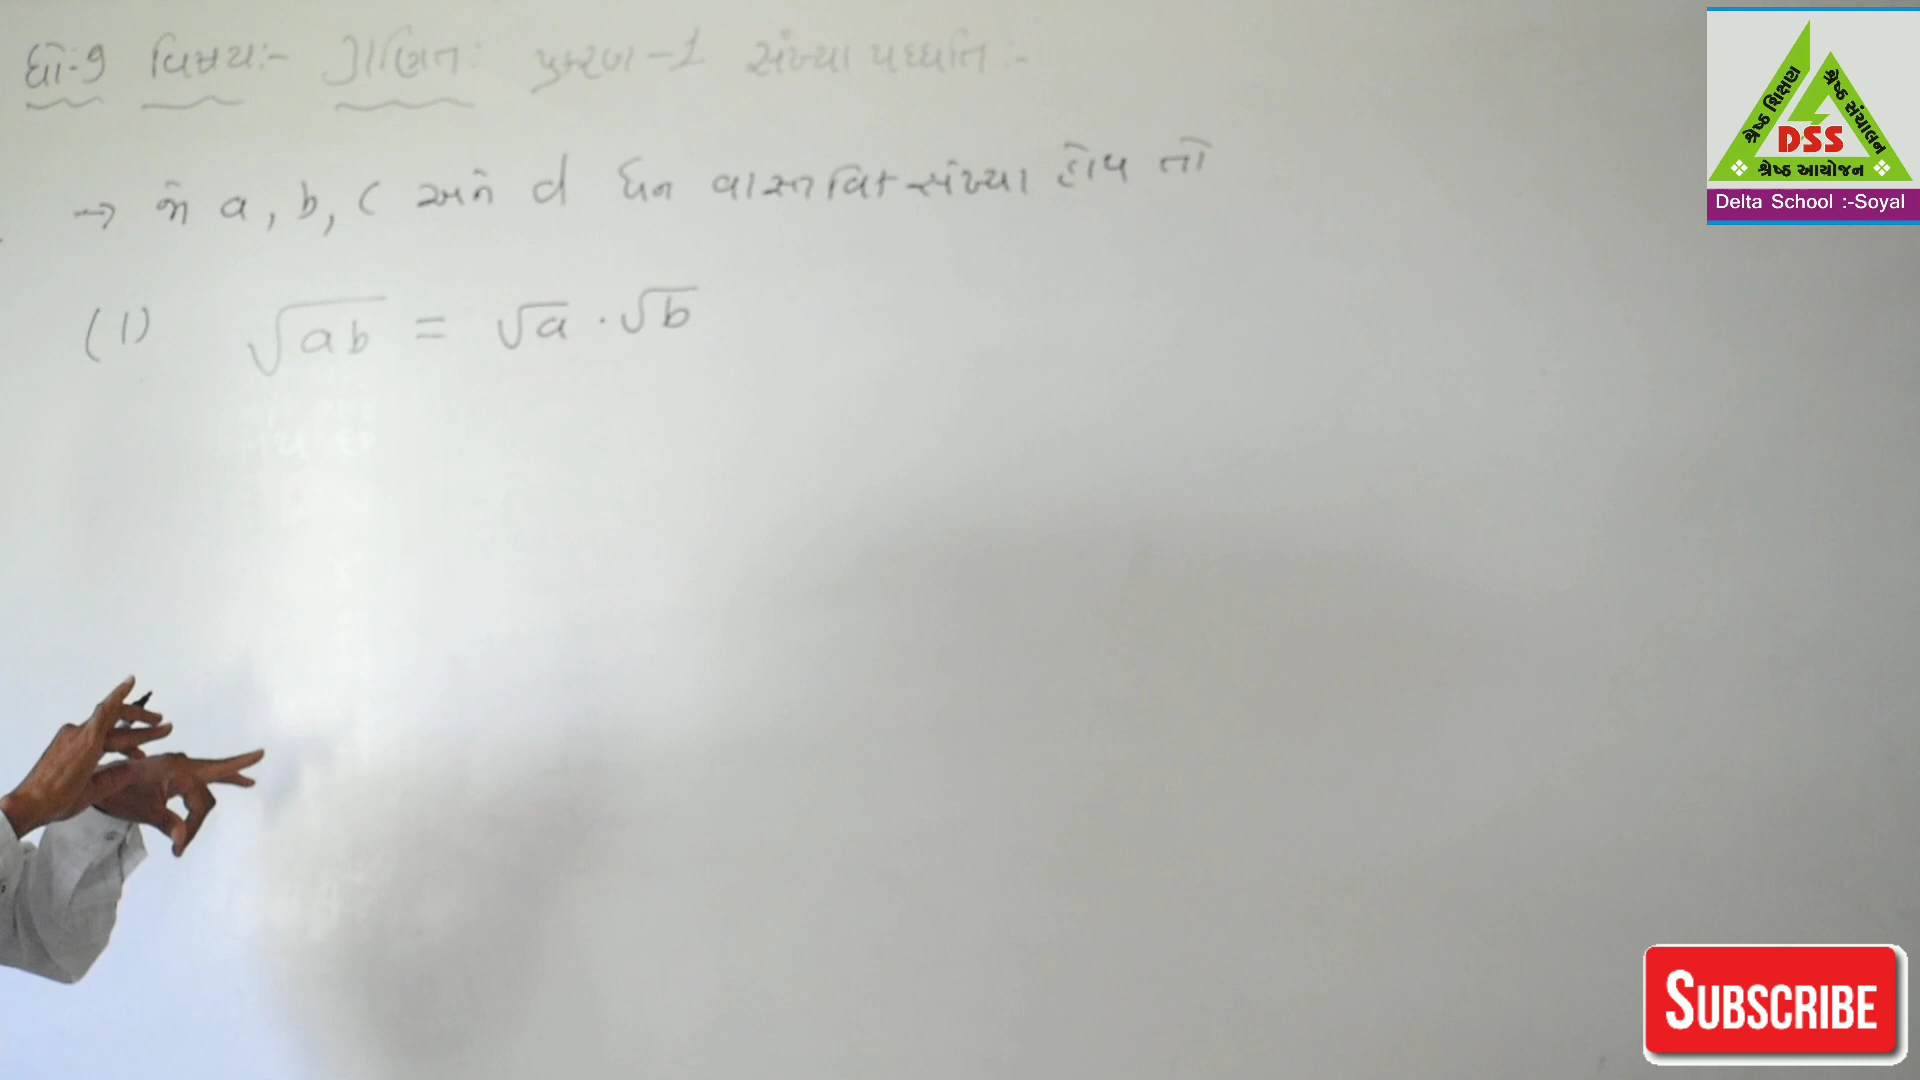 ધો:-9 વિષય:- ગણિત: પ્રકરણ-1 સંખ્યા પધ્ધતિ:-
→ જો a, b, c અને d ધન વાસ્તવિક સંખ્યા હોય તો
(1) √ab = √a · √b
શ્રેષ્ઠ શિક્ષણ
શ્રેષ્ઠ સંચાલન
DSS
❖ શ્રેષ્ઠ આયોજન ❖
Delta School :-Soyal
SUBSCRIBE